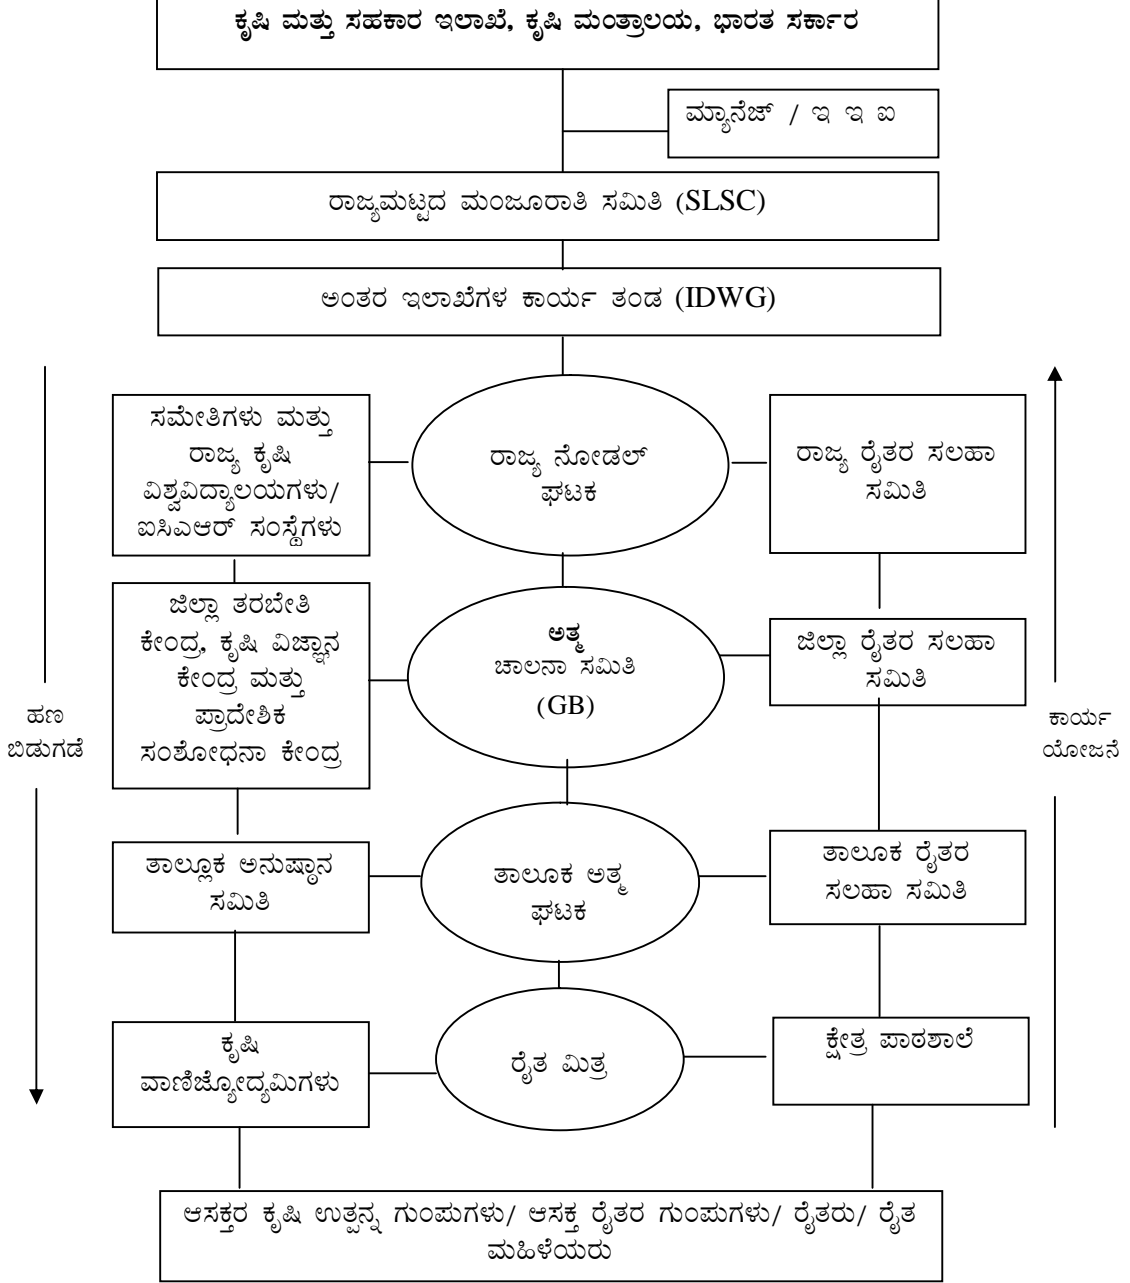 ಕೃಷಿ ಮತ್ತು ಸಹಕಾರ ಇಲಾಖೆ, ಕೃಷಿ ಮಂತ್ರಾಲಯ, ಭಾರತ ಸರ್ಕಾರ
ಮ್ಯಾನೆಜ್ / ಇ ಇ ಐ
ರಾಜ್ಯಮಟ್ಟದ ಮಂಜೂರಾತಿ ಸಮಿತಿ (SLSC)
ಅಂತರ ಇಲಾಖೆಗಳ ಕಾರ್ಯ ತಂಡ (IDWG)
ಸಮೇತಿಗಳು ಮತ್ತು
ರಾಜ್ಯ ಕೃಷಿ
ವಿಶ್ವವಿದ್ಯಾಲಯಗಳು/
ಐಸಿಎಆರ್ ಸಂಸ್ಥೆಗಳು
ರಾಜ್ಯ ನೋಡಲ್
ಘಟಕ
ರಾಜ್ಯ ರೈತರ ಸಲಹಾ
ಸಮಿತಿ
ಜಿಲ್ಲಾ ತರಬೇತಿ
ಕೇಂದ್ರ, ಕೃಷಿ ವಿಜ್ಞಾನ
ಕೇಂದ್ರ ಮತ್ತು
ಪ್ರಾದೇಶಿಕ
ಸಂಶೋಧನಾ ಕೇಂದ್ರ
ಅತ್ಮ
ಚಾಲನಾ ಸಮಿತಿ
(GB)
ಜಿಲ್ಲಾ ರೈತರ ಸಲಹಾ
ಸಮಿತಿ
ಹಣ
ಬಿಡುಗಡೆ
ಕಾರ್ಯ
ಯೋಜನೆ
ತಾಲ್ಲೂಕ ಅನುಷ್ಠಾನ
ಸಮಿತಿ
ತಾಲೂಕ ಅತ್ಮ
ಘಟಕ
ತಾಲೂಕ ರೈತರ
ಸಲಹಾ ಸಮಿತಿ
ಕೃಷಿ
ವಾಣಿಜ್ಯೋದ್ಯಮಿಗಳು
ರೈತ ಮಿತ್ರ
ಕ್ಷೇತ್ರ ಪಾಠಶಾಲೆ
ಆಸಕ್ತರ ಕೃಷಿ ಉತ್ಪನ್ನ ಗುಂಪುಗಳು/ ಆಸಕ್ತ ರೈತರ ಗುಂಪುಗಳು/ ರೈತರು/ ರೈತ
ಮಹಿಳೆಯರು